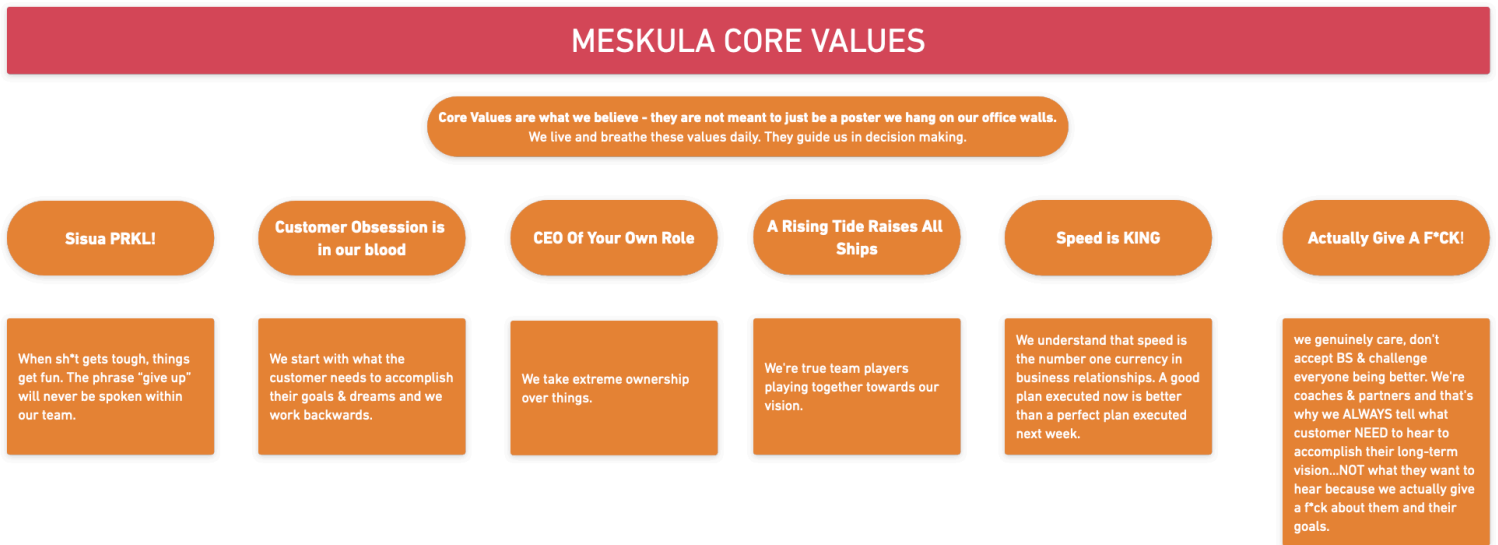 MESKULA CORE VALUES
Core Values are what we believe - they are not meant to just be a poster we hang on our office walls.
We live and breathe these values daily. They guide us in decision making.
Sisua PRKL!
Customer Obsession is
in our blood
CEO Of Your Own Role
A Rising Tide Raises All
Ships
Speed is KING
Actually Give A F*CK!
When sh*t gets tough, things
get fun. The phrase “give up”
will never be spoken within
our team.
We start with what the
customer needs to accomplish
their goals & dreams and we
work backwards.
We take extreme ownership
over things.
We're true team players
playing together towards our
vision.
We understand that speed is
the number one currency in
business relationships. A good
plan executed now is better
than a perfect plan executed
next week.
we genuinely care, don't
accept BS & challenge
everyone being better. We're
coaches & partners and that's
why we ALWAYS tell what
customer NEED to hear to
accomplish their long-term
vision...NOT what they want to
hear because we actually give
a f*ck about them and their
goals.